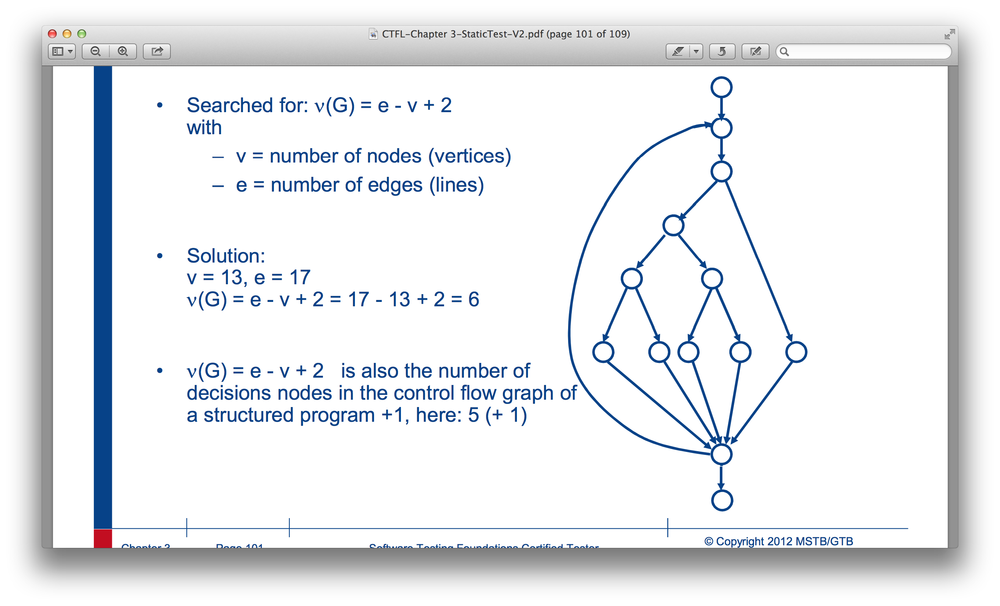 CTFL-Chapter 3-StaticTest-V2.pdf (page 101 of 109)
• Searched for: ν(G) = e - v + 2
with
– v = number of nodes (vertices)
– e = number of edges (lines)
• Solution:
v = 13, e = 17
ν(G) = e - v + 2 = 17 - 13 + 2 = 6
• ν(G) = e - v + 2 is also the number of
decisions nodes in the control flow graph of
a structured program +1, here: 5 (+ 1)
Chapter 3
Page 101
Software Testing Foundations Certified Tester
© Copyright 2012 MSTB/GTB